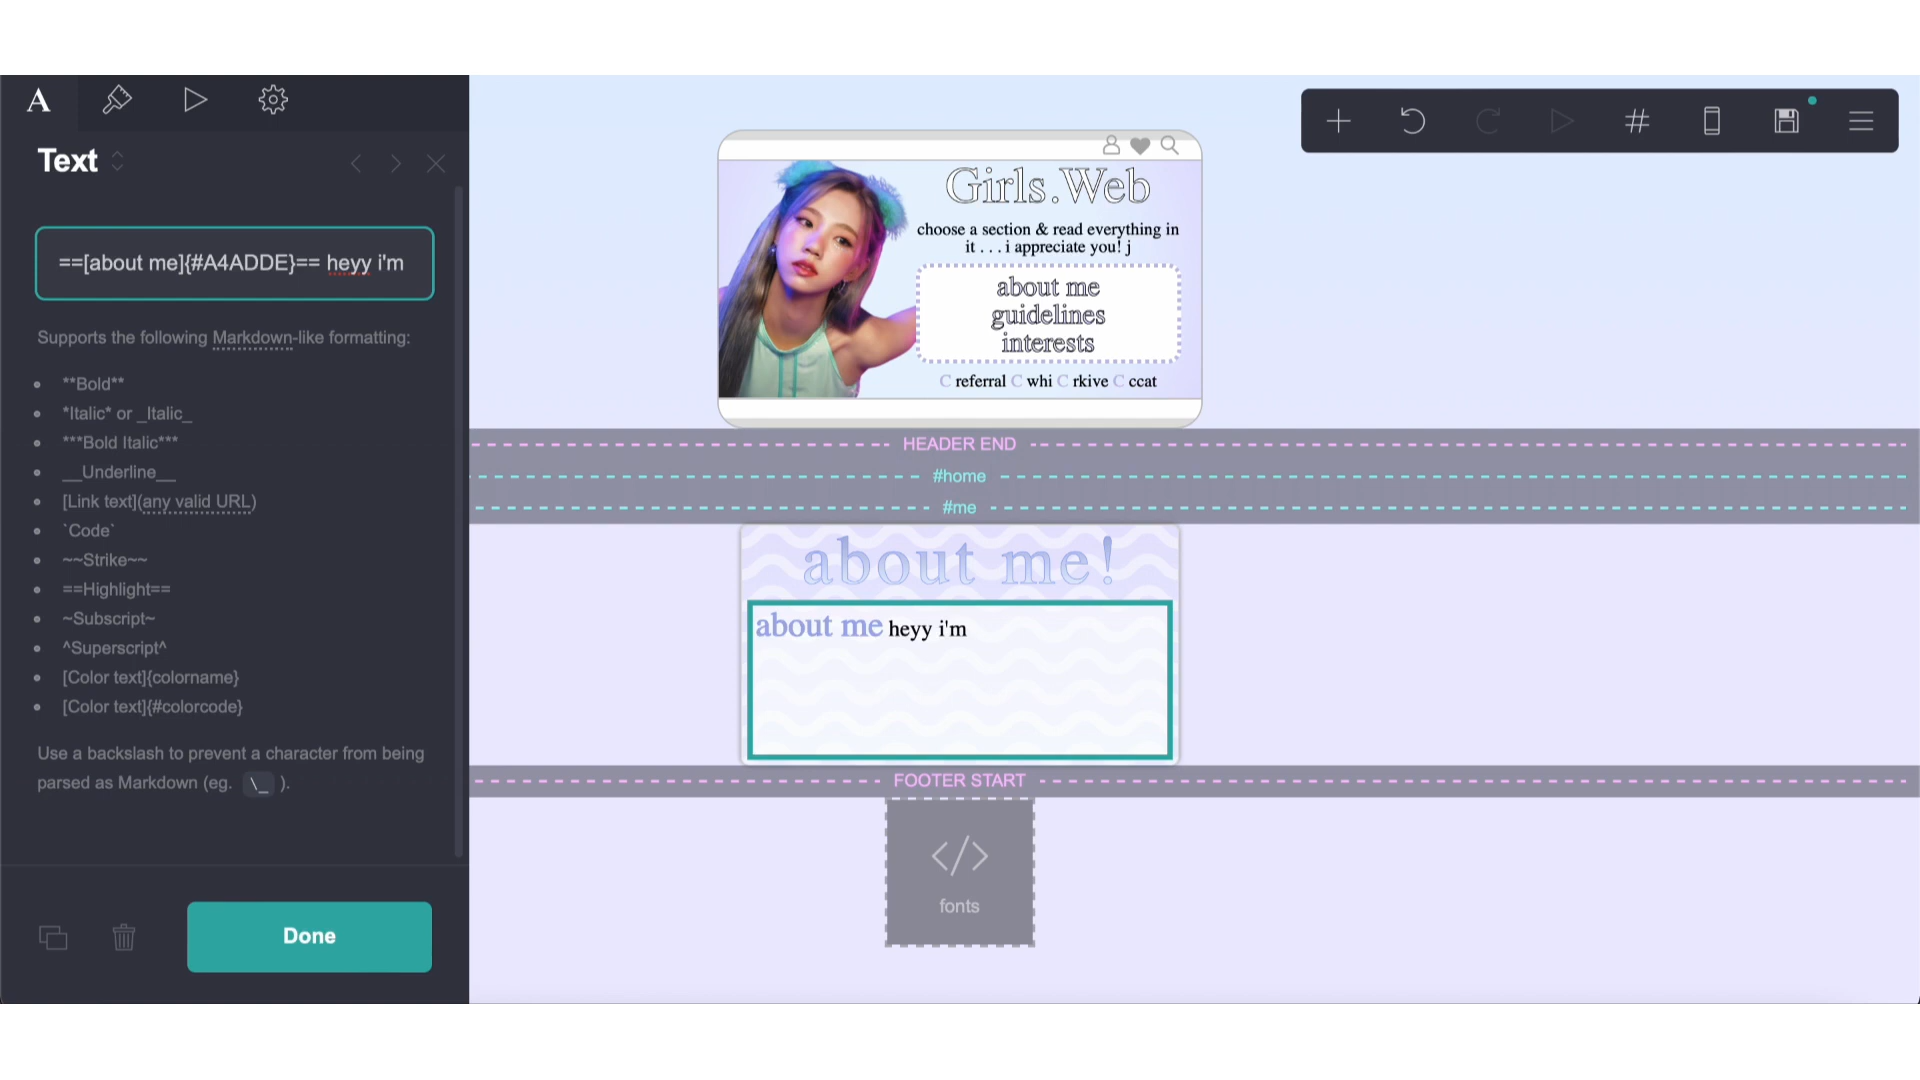 A
Text
==[about me]{#A4ADDE}== heyy i'm
Supports the following Markdown-like formatting:
**Bold**
*Italic* or _Italic_
***Bold Italic***
__Underline__
[Link text](any valid URL)
`Code`
~~Strike~~
==Highlight==
~Subscript~
^Superscript^
[Color text]{colorname}
[Color text]{#colorcode}
Use a backslash to prevent a character from being
parsed as Markdown (eg. \_ ).
Done
Girls.Web
choose a section & read everything in
it . . . i appreciate you! j
about me
guidelines
interests
C referral C whi C rkive C ccat
HEADER END
#home
#me
about me!
about me heyy i'm
FOOTER START
</>
fonts